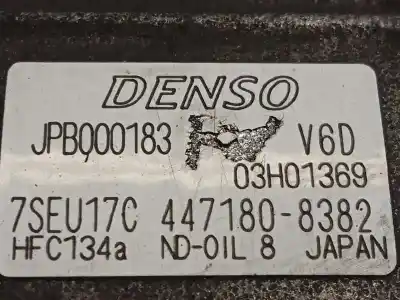 DENSO
JPB000183 V6D
03H01369
7SEU17C 447180-8382
HFC134a ND-OIL 8 JAPAN